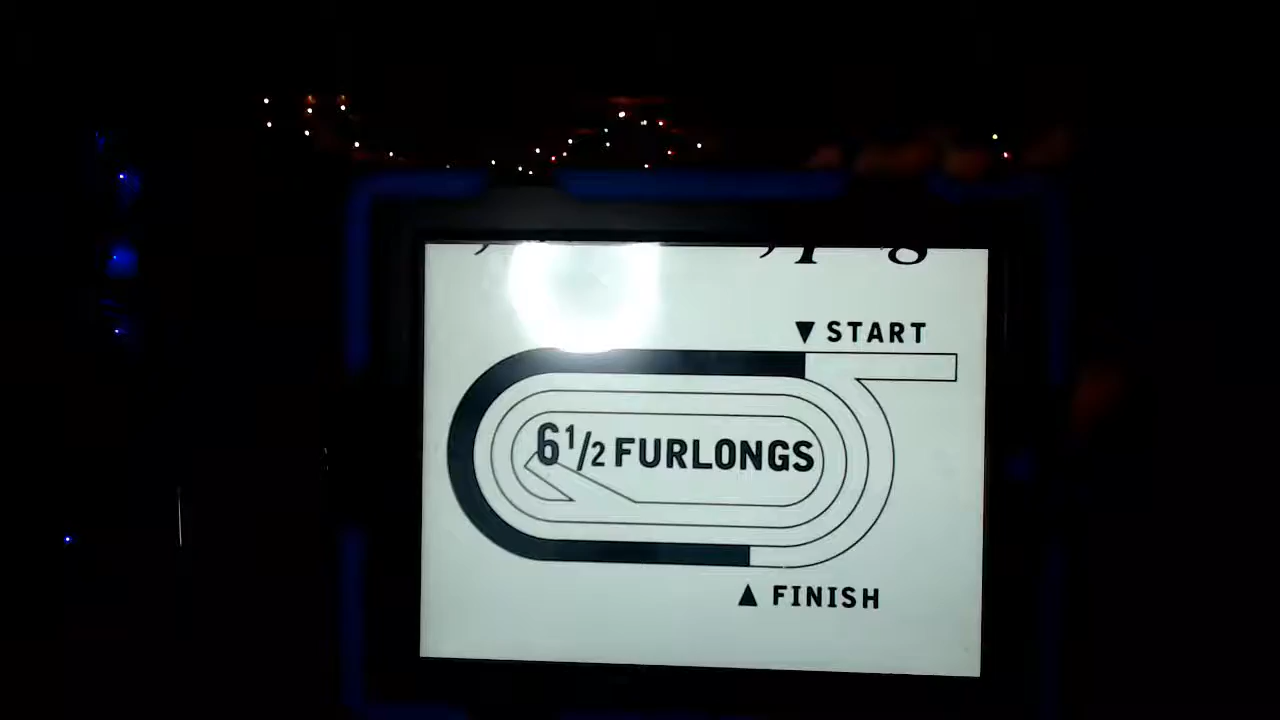 ▼ START
6 1/2 FURLONGS
▲ FINISH